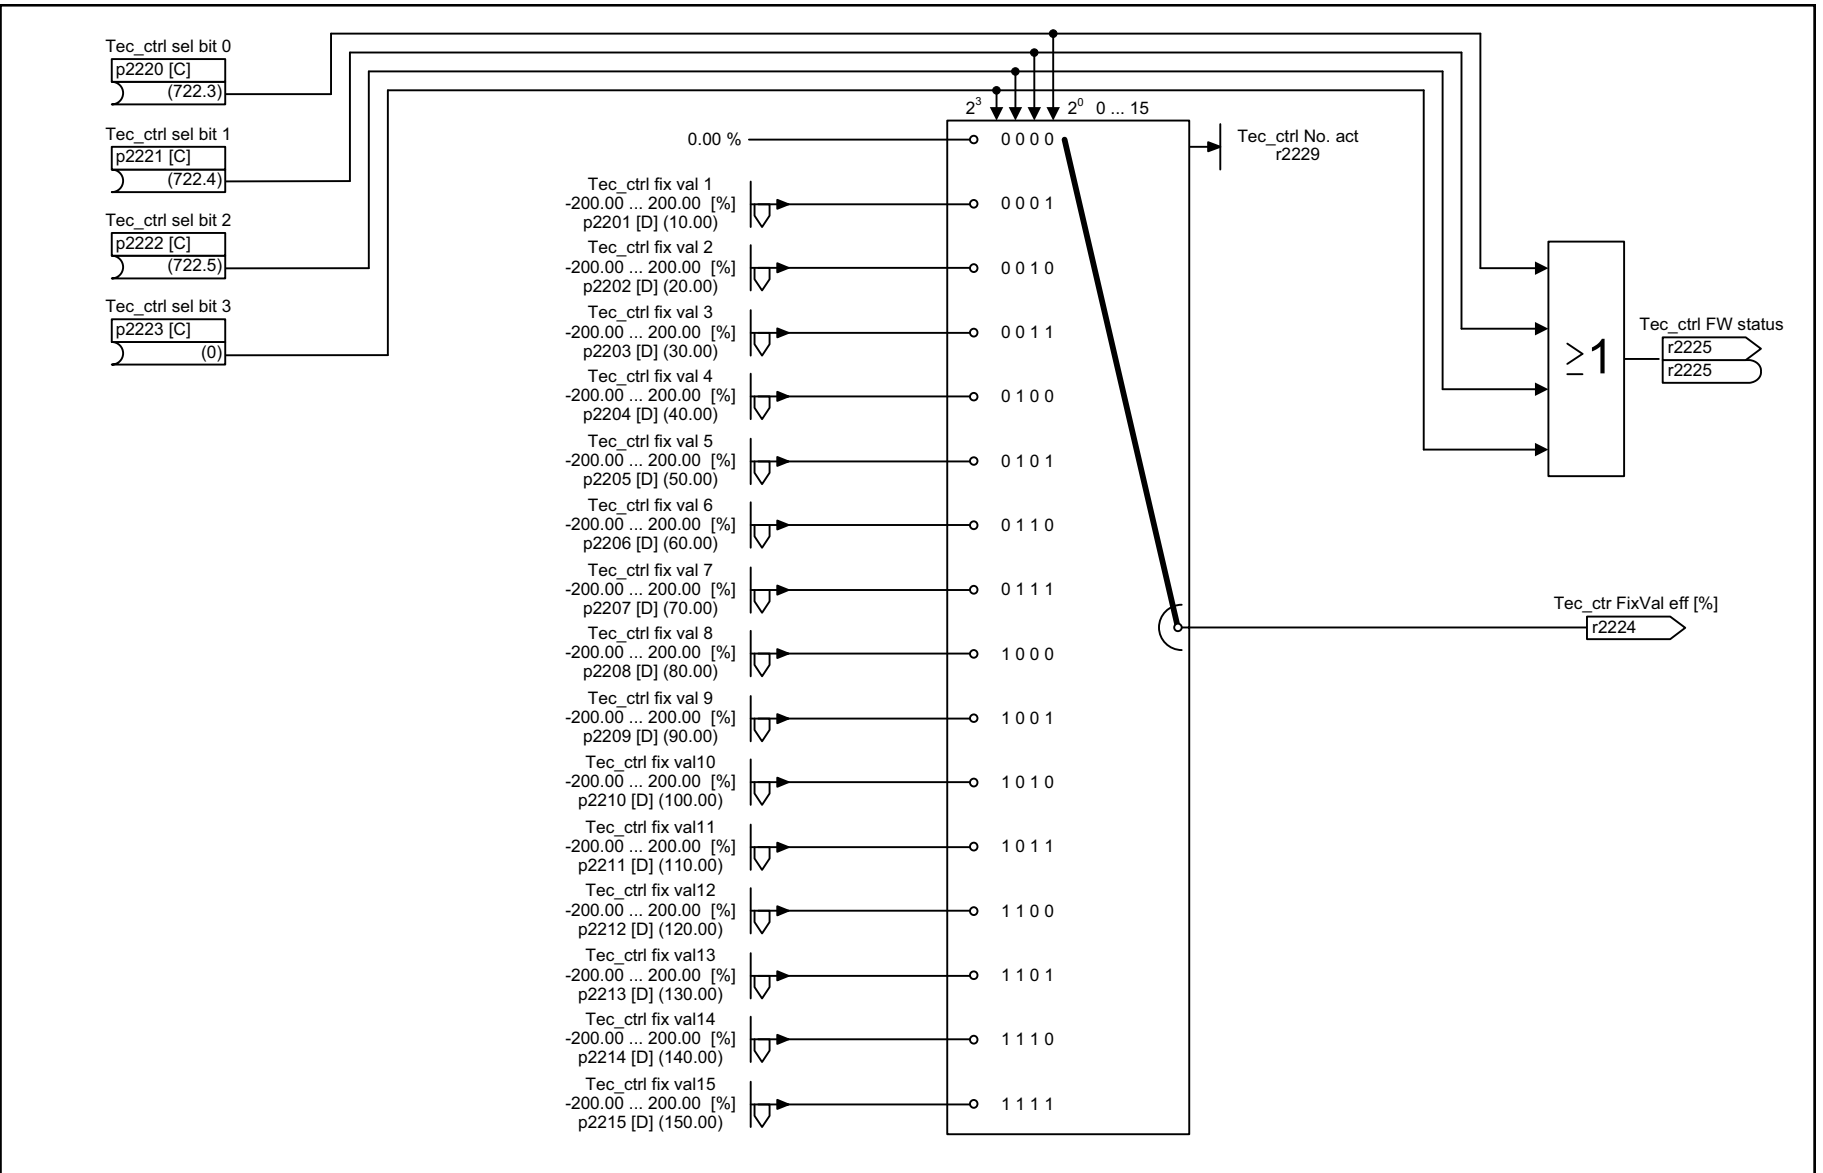 Tec_ctrl sel bit 0
p2220 [C]
(722.3)
Tec_ctrl sel bit 1
p2221 [C]
(722.4)
Tec_ctrl sel bit 2
p2222 [C]
(722.5)
Tec_ctrl sel bit 3
p2223 [C]
(0)
2³ 2⁰ 0 ... 15
0.00 % 0 0 0 0
Tec_ctrl No. act
r2229
Tec_ctrl fix val 1
-200.00 ... 200.00 [%] 0 0 0 1
p2201 [D] (10.00)
Tec_ctrl fix val 2
-200.00 ... 200.00 [%] 0 0 1 0
p2202 [D] (20.00)
Tec_ctrl fix val 3
-200.00 ... 200.00 [%] 0 0 1 1
p2203 [D] (30.00)
Tec_ctrl fix val 4
-200.00 ... 200.00 [%] 0 1 0 0
p2204 [D] (40.00)
Tec_ctrl fix val 5
-200.00 ... 200.00 [%] 0 1 0 1
p2205 [D] (50.00)
Tec_ctrl fix val 6
-200.00 ... 200.00 [%] 0 1 1 0
p2206 [D] (60.00)
Tec_ctrl fix val 7
-200.00 ... 200.00 [%] 0 1 1 1
p2207 [D] (70.00)
Tec_ctrl fix val 8
-200.00 ... 200.00 [%] 1 0 0 0
p2208 [D] (80.00)
Tec_ctrl fix val 9
-200.00 ... 200.00 [%] 1 0 0 1
p2209 [D] (90.00)
Tec_ctrl fix val10
-200.00 ... 200.00 [%] 1 0 1 0
p2210 [D] (100.00)
Tec_ctrl fix val11
-200.00 ... 200.00 [%] 1 0 1 1
p2211 [D] (110.00)
Tec_ctrl fix val12
-200.00 ... 200.00 [%] 1 1 0 0
p2212 [D] (120.00)
Tec_ctrl fix val13
-200.00 ... 200.00 [%] 1 1 0 1
p2213 [D] (130.00)
Tec_ctrl fix val14
-200.00 ... 200.00 [%] 1 1 1 0
p2214 [D] (140.00)
Tec_ctrl fix val15
-200.00 ... 200.00 [%] 1 1 1 1
p2215 [D] (150.00)
≥1
Tec_ctrl FW status
r2225
r2225
Tec_ctr FixVal eff [%]
r2224